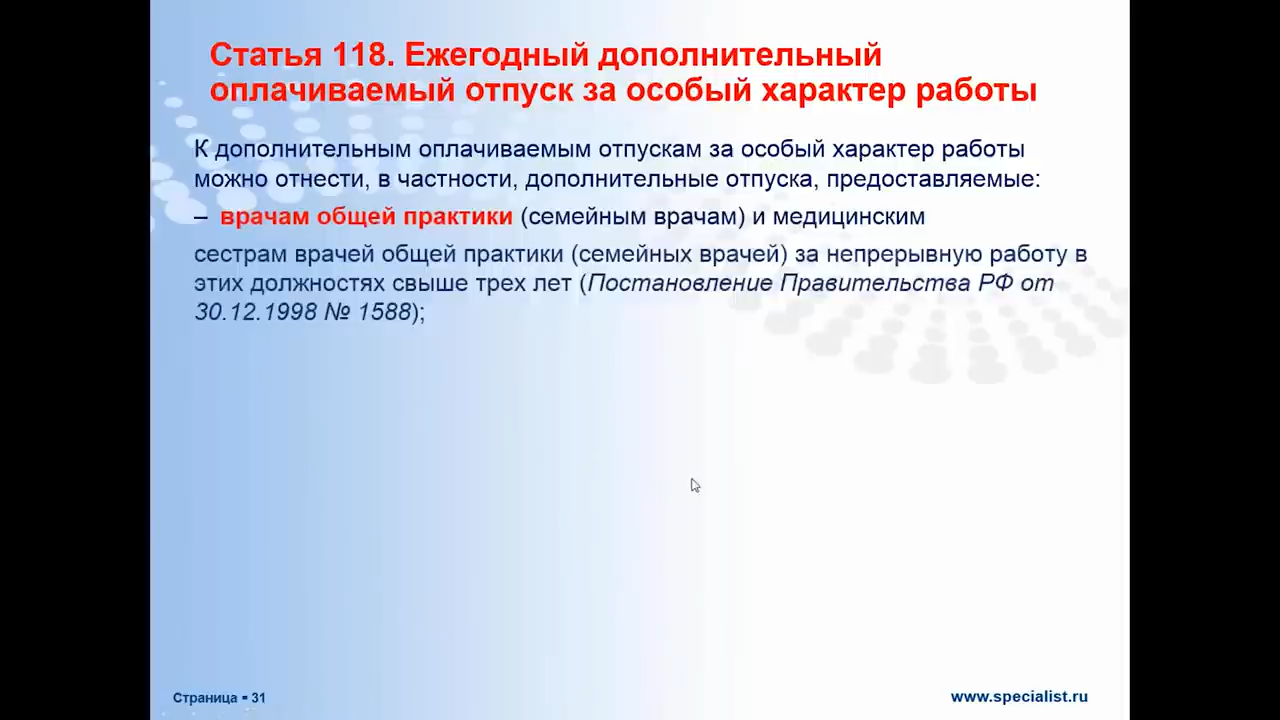 Статья 118. Ежегодный дополнительный
оплачиваемый отпуск за особый характер работы
К дополнительным оплачиваемым отпускам за особый характер работы
можно отнести, в частности, дополнительные отпуска, предоставляемые:
– врачам общей практики (семейным врачам) и медицинским
сестрам врачей общей практики (семейных врачей) за непрерывную работу в
этих должностях свыше трех лет (Постановление Правительства РФ от
30.12.1998 № 1588);
Страница ▪ 31
www.specialist.ru